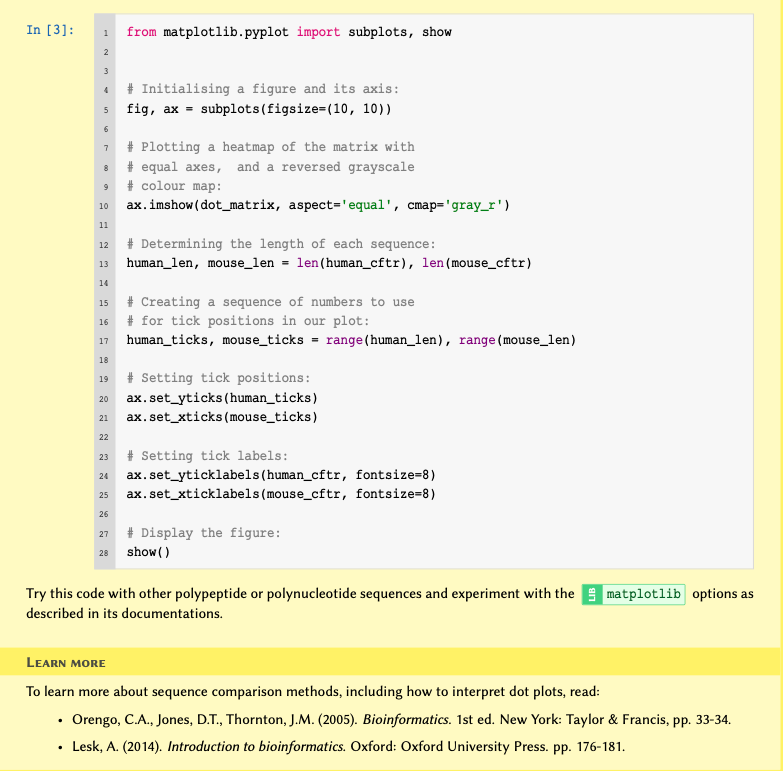 In [3]:
1 from matplotlib.pyplot import subplots, show
2
3
4 # Initialising a figure and its axis:
5 fig, ax = subplots(figsize=(10, 10))
6
7 # Plotting a heatmap of the matrix with
8 # equal axes,  and a reversed grayscale
9 # colour map:
10 ax.imshow(dot_matrix, aspect='equal', cmap='gray_r')
11
12 # Determining the length of each sequence:
13 human_len, mouse_len = len(human_cftr), len(mouse_cftr)
14
15 # Creating a sequence of numbers to use
16 # for tick positions in our plot:
17 human_ticks, mouse_ticks = range(human_len), range(mouse_len)
18
19 # Setting tick positions:
20 ax.set_yticks(human_ticks)
21 ax.set_xticks(mouse_ticks)
22
23 # Setting tick labels:
24 ax.set_yticklabels(human_cftr, fontsize=8)
25 ax.set_xticklabels(mouse_cftr, fontsize=8)
26
27 # Display the figure:
28 show()
Try this code with other polypeptide or polynucleotide sequences and experiment with the LIB matplotlib options as
described in its documentations.
Learn more
To learn more about sequence comparison methods, including how to interpret dot plots, read:
• Orengo, C.A., Jones, D.T., Thornton, J.M. (2005). Bioinformatics. 1st ed. New York: Taylor & Francis, pp. 33-34.
• Lesk, A. (2014). Introduction to bioinformatics. Oxford: Oxford University Press. pp. 176-181.